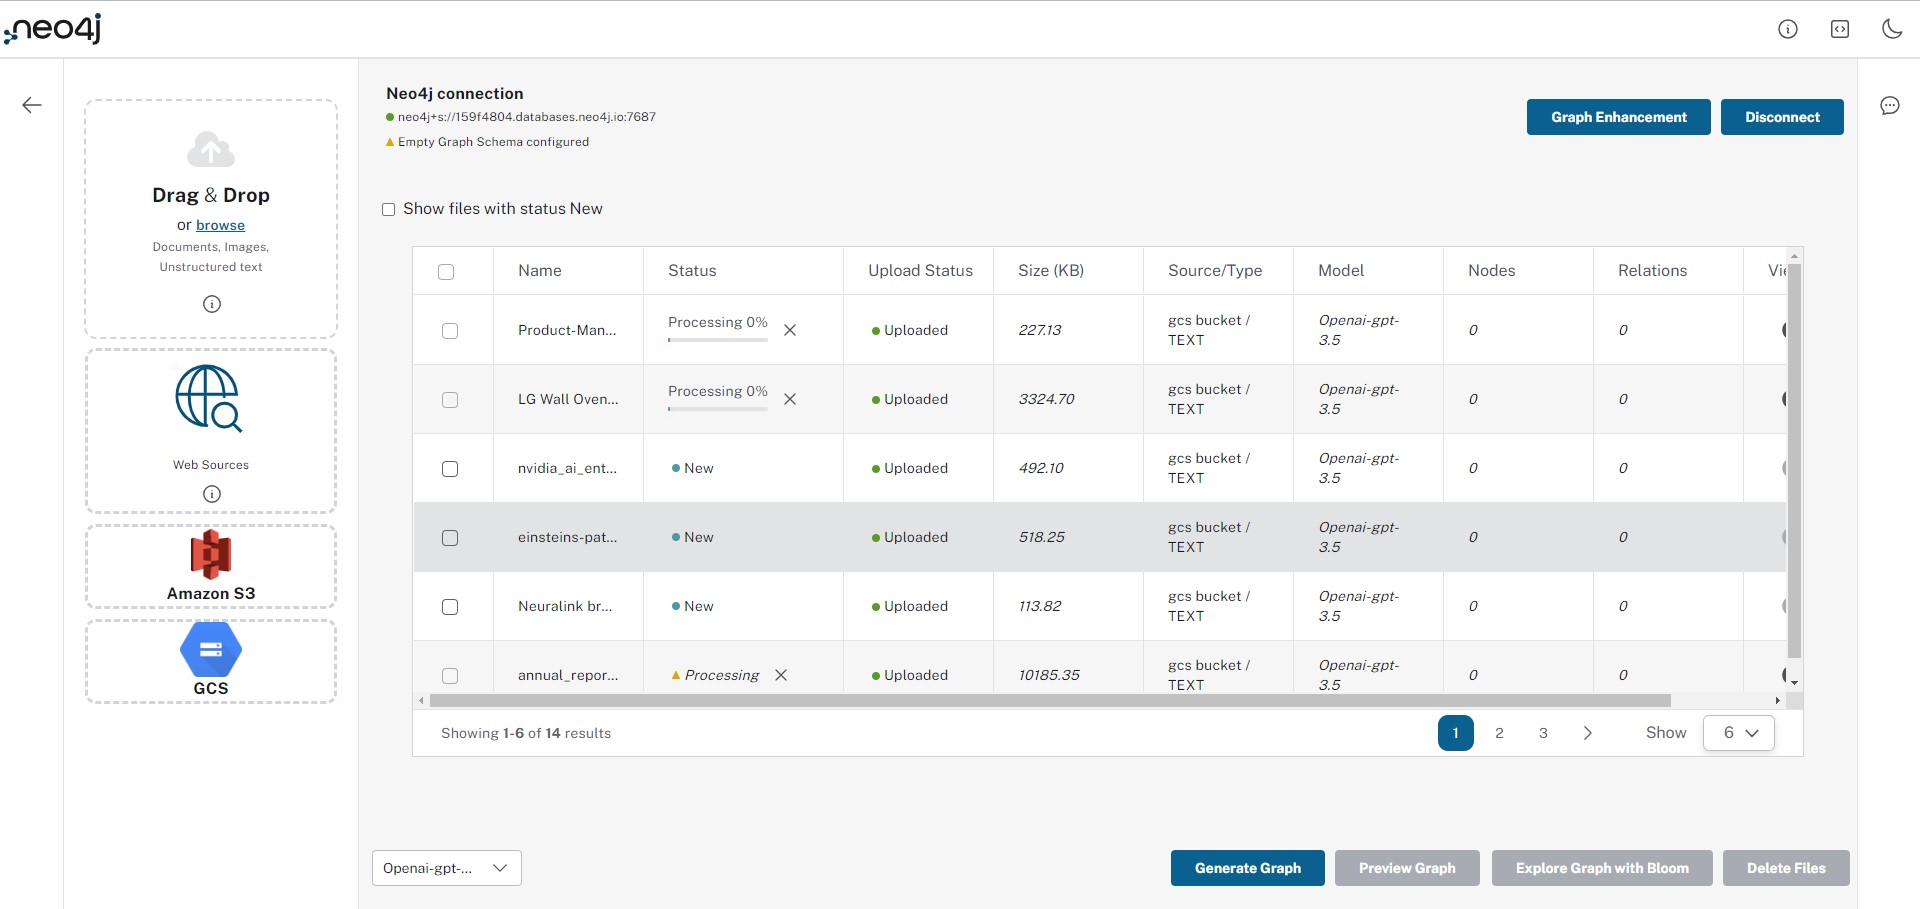 neo4j
Drag & Drop
or browse
Documents, Images,
Unstructured text
Web Sources
Amazon S3
GCS
Neo4j connection
neo4j+s://159f4804.databases.neo4j.io:7687
Empty Graph Schema configured
Graph Enhancement
Disconnect
Show files with status New
Name Status Upload Status Size (KB) Source/Type Model Nodes Relations
Product-Man... Processing 0% Uploaded 227.13 gcs bucket / Openai-gpt- 0 0
TEXT 3.5
LG Wall Oven... Processing 0% Uploaded 3324.70 gcs bucket / Openai-gpt- 0 0
TEXT 3.5
nvidia_ai_ent... New Uploaded 492.10 gcs bucket / Openai-gpt- 0 0
TEXT 3.5
einsteins-pat... New Uploaded 518.25 gcs bucket / Openai-gpt- 0 0
TEXT 3.5
Neuralink br... New Uploaded 113.82 gcs bucket / Openai-gpt- 0 0
TEXT 3.5
annual_repor... Processing Uploaded 10185.35 gcs bucket / Openai-gpt- 0 0
TEXT 3.5
Showing 1-6 of 14 results
1 2 3 Show 6
Openai-gpt-...
Generate Graph
Preview Graph
Explore Graph with Bloom
Delete Files